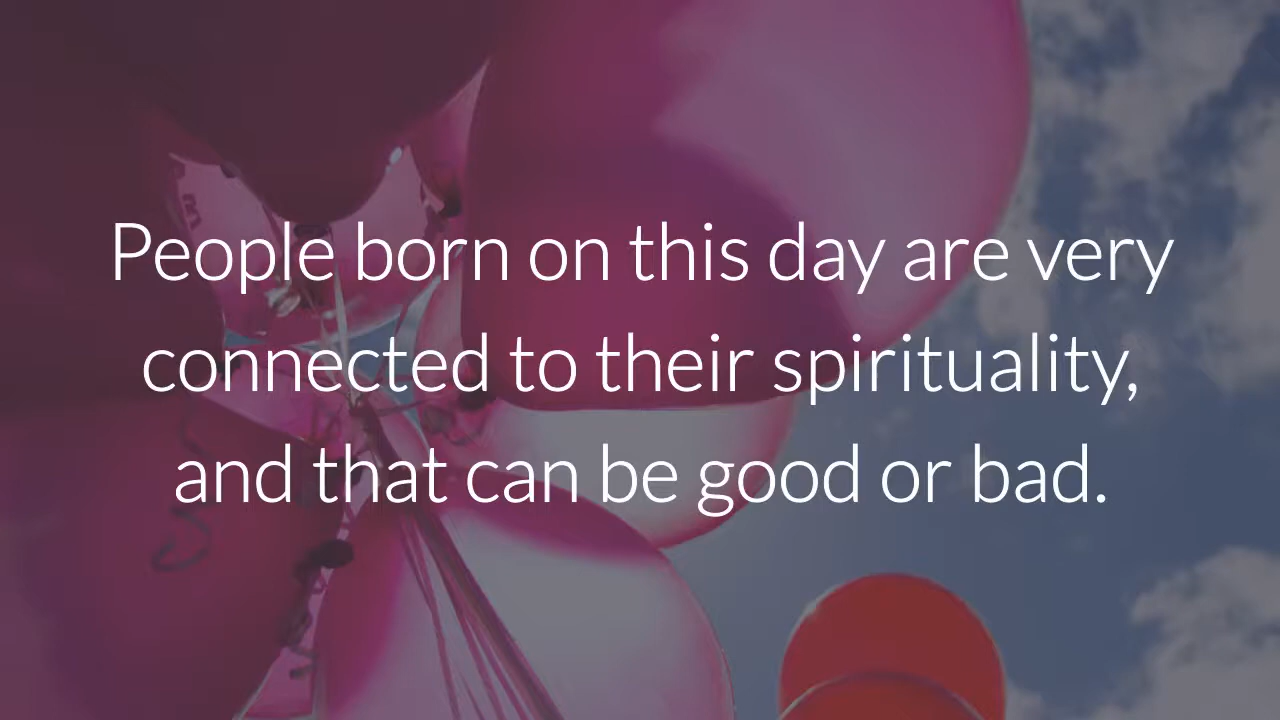 People born on this day are very
connected to their spirituality,
and that can be good or bad.